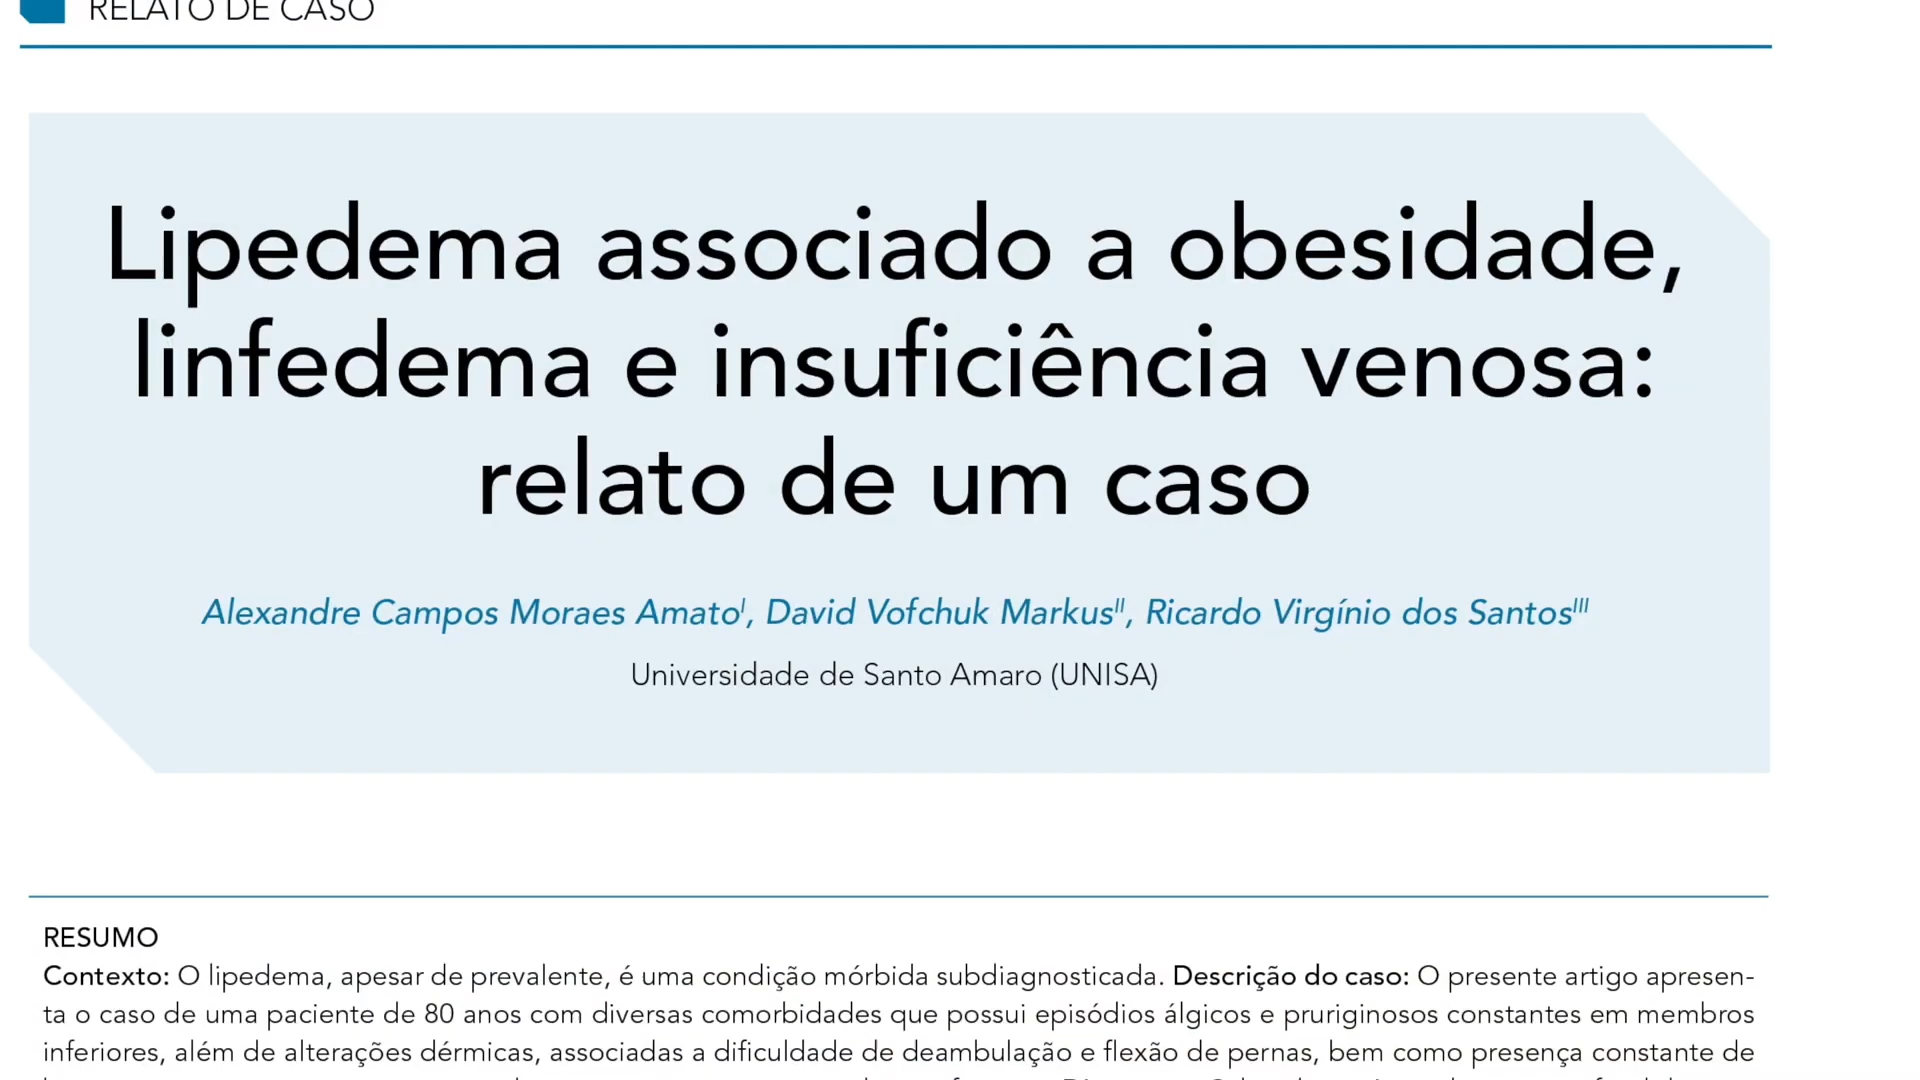 RELATO DE CASO
Lipedema associado a obesidade,
linfedema e insuficiência venosa:
relato de um caso
Alexandre Campos Moraes Amatoᴵ, David Vofchuk Markusᴵᴵ, Ricardo Virgínio dos Santosᴵᴵᴵ
Universidade de Santo Amaro (UNISA)
RESUMO
Contexto: O lipedema, apesar de prevalente, é uma condição mórbida subdiagnosticada. Descrição do caso: O presente artigo apresen-
ta o caso de uma paciente de 80 anos com diversas comorbidades que possui episódios álgicos e pruriginosos constantes em membros
inferiores, além de alterações dérmicas, associadas a dificuldade de deambulação e flexão de pernas, bem como presença constante de